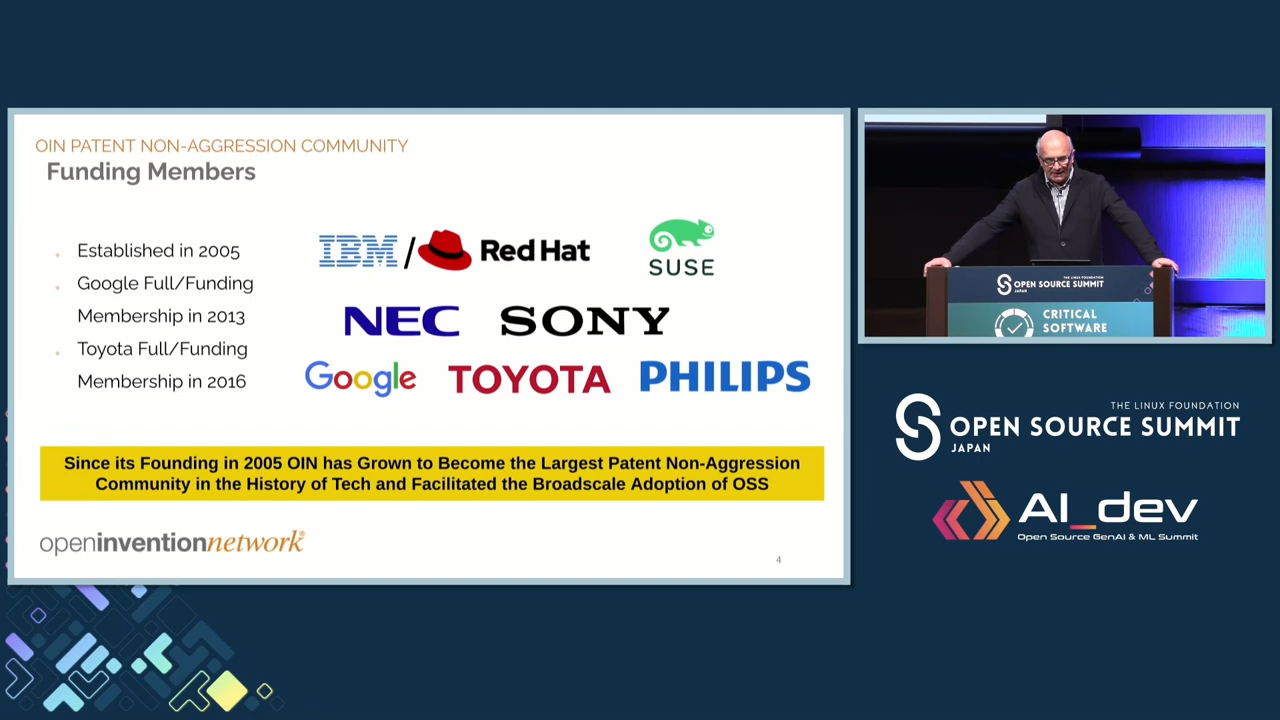 OIN PATENT NON-AGGRESSION COMMUNITY
Funding Members
Established in 2005
Google Full/Funding
Membership in 2013
Toyota Full/Funding
Membership in 2016
IBM / Red Hat
SUSE
NEC SONY
Google TOYOTA PHILIPS
Since its Founding in 2005 OIN has Grown to Become the Largest Patent Non-Aggression
Community in the History of Tech and Facilitated the Broadscale Adoption of OSS
openinventionnetwork®
4
THE LINUX FOUNDATION
OPEN SOURCE SUMMIT
JAPAN
CRITICAL
SOFTWARE
THE LINUX FOUNDATION
OPEN SOURCE SUMMIT
JAPAN
AI_dev
Open Source GenAI & ML Summit